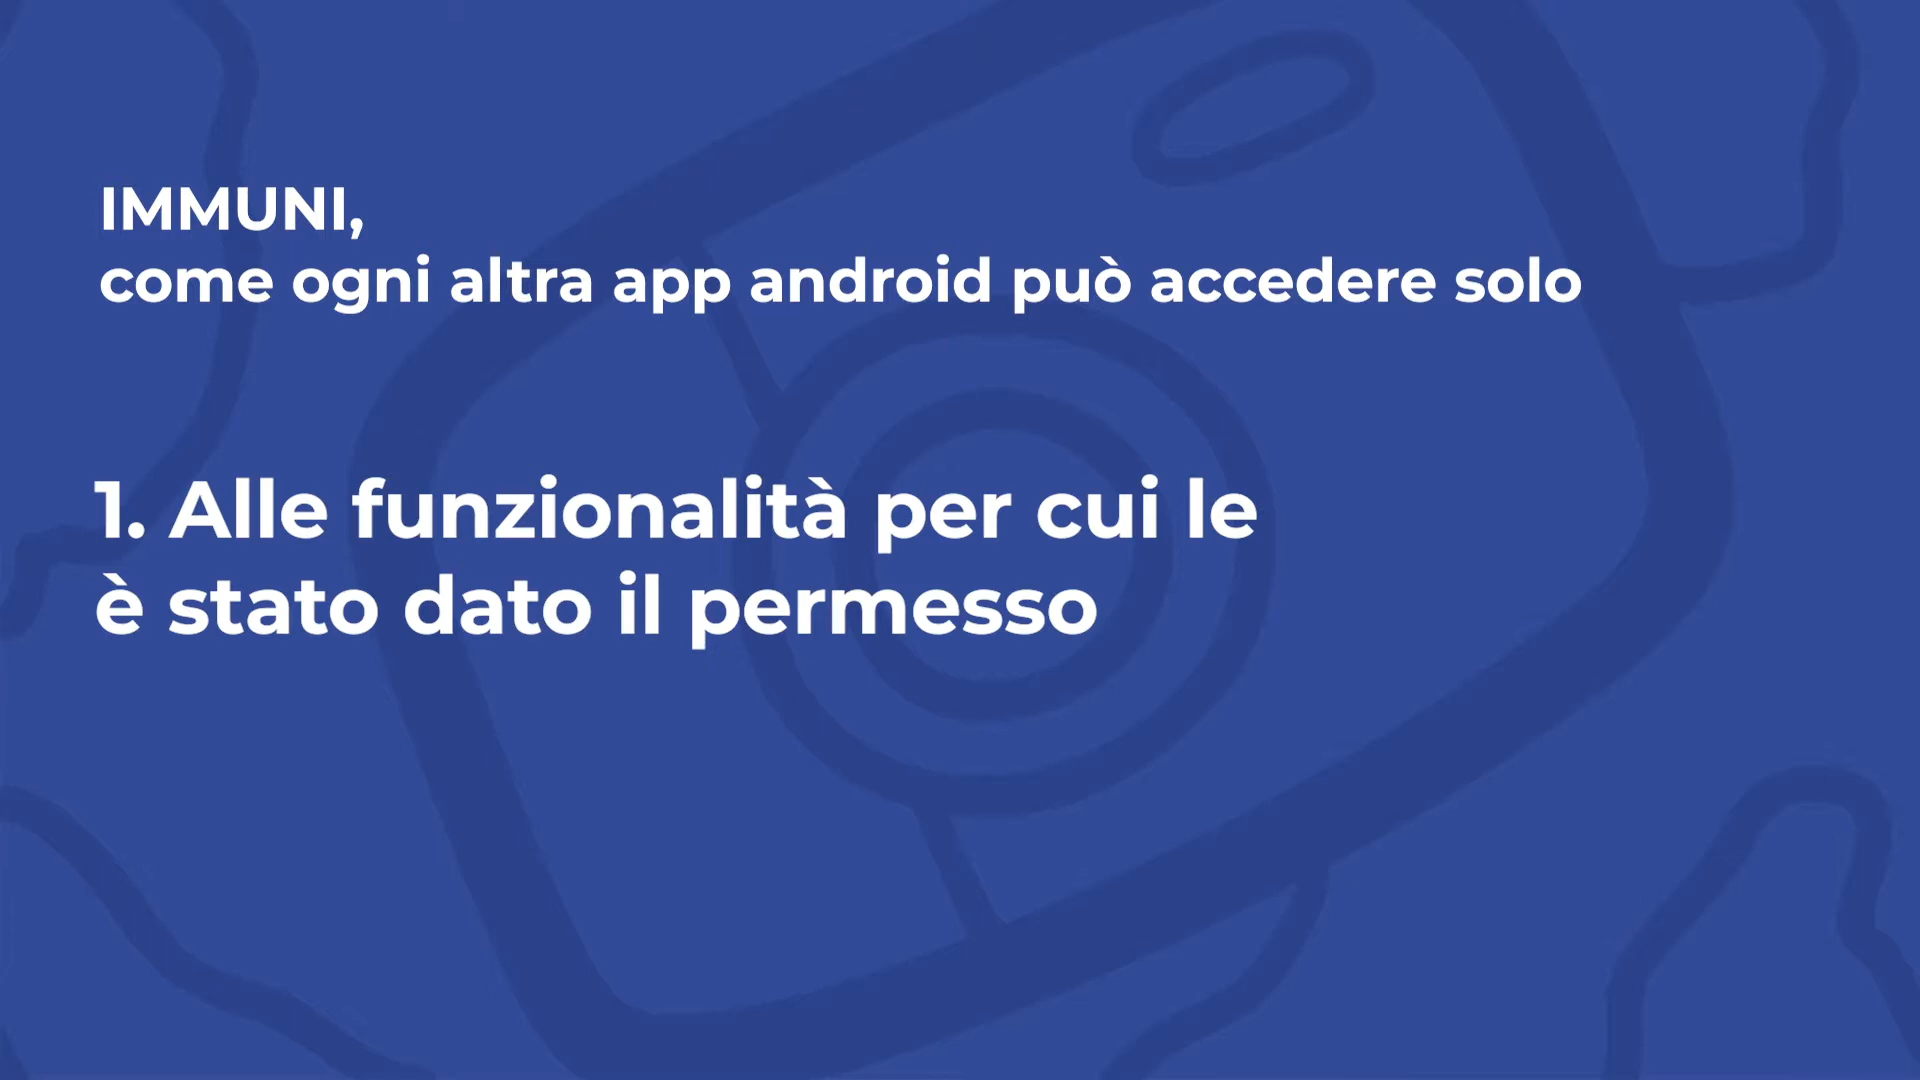 IMMUNI,
come ogni altra app android può accedere solo
1. Alle funzionalità per cui le
è stato dato il permesso